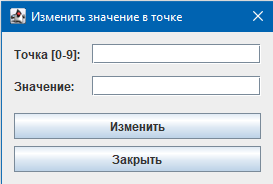 Изменить значение в точке
Точка [0-9]:
Значение:
Изменить
Закрыть